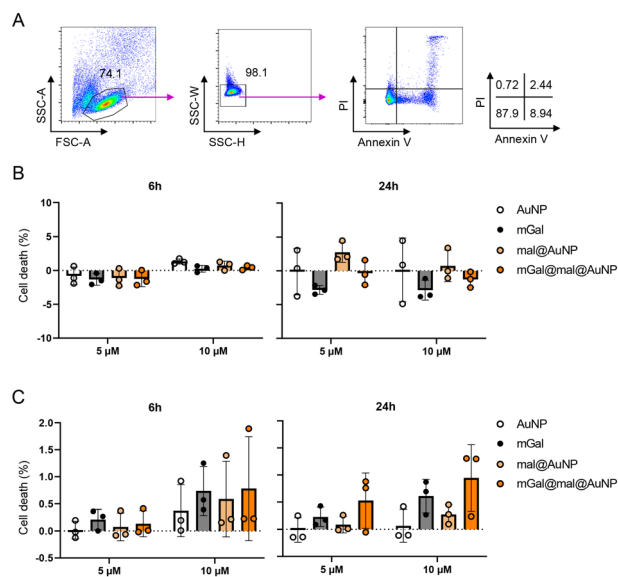 A
74.1
SSC-A
FSC-A
98.1
SSC-W
SSC-H
PI
Annexin V
0.72 2.44
87.9 8.94
PI
Annexin V
B
6h
24h
Cell death (%)
10
5
0
-5
-10
5 µM
10 µM
5 µM
10 µM
AuNP
mGal
mal@AuNP
mGal@mal@AuNP
C
6h
24h
Cell death (%)
2.0
1.5
1.0
0.5
0.0
0.5
5 µM
10 µM
5 µM
10 µM
AuNP
mGal
mal@AuNP
mGal@mal@AuNP